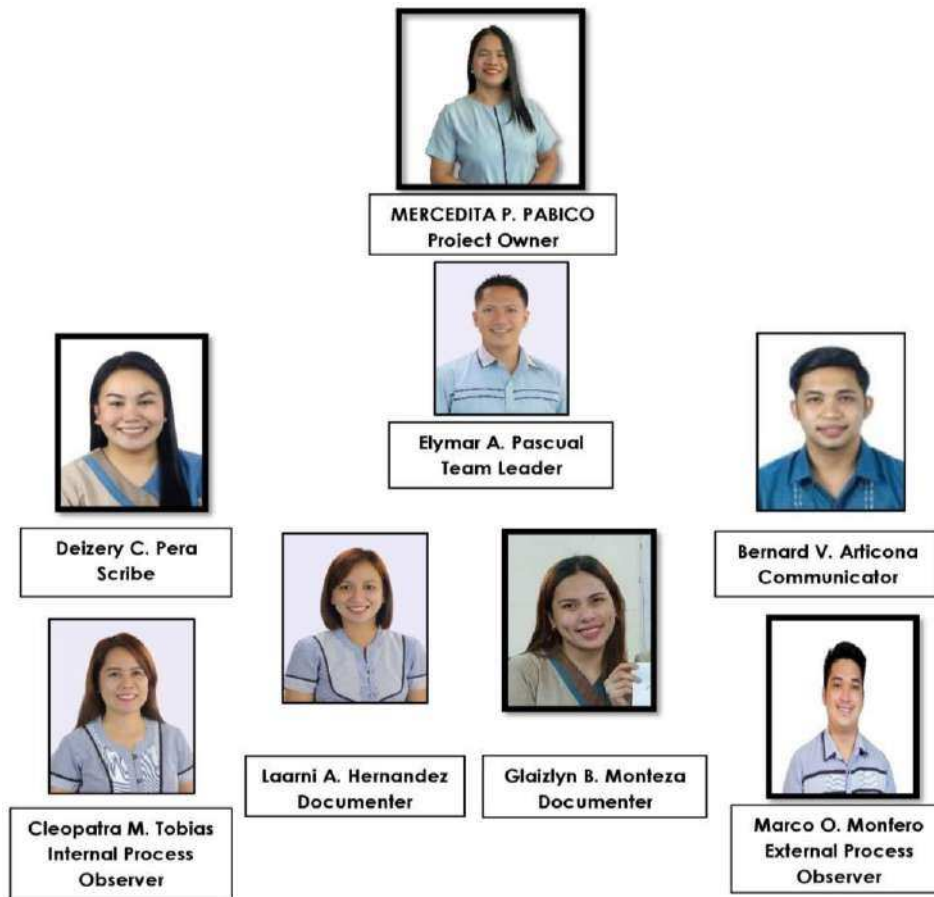 MERCEDITA P. PABICO
Project Owner
Elymar A. Pascual
Team Leader
Deizery C. Pera
Scribe
Bernard V. Articona
Communicator
Laarni A. Hernandez
Documenter
Glaizlyn B. Monteza
Documenter
Cleopatra M. Tobias
Internal Process
Observer
Marco O. Montero
External Process
Observer